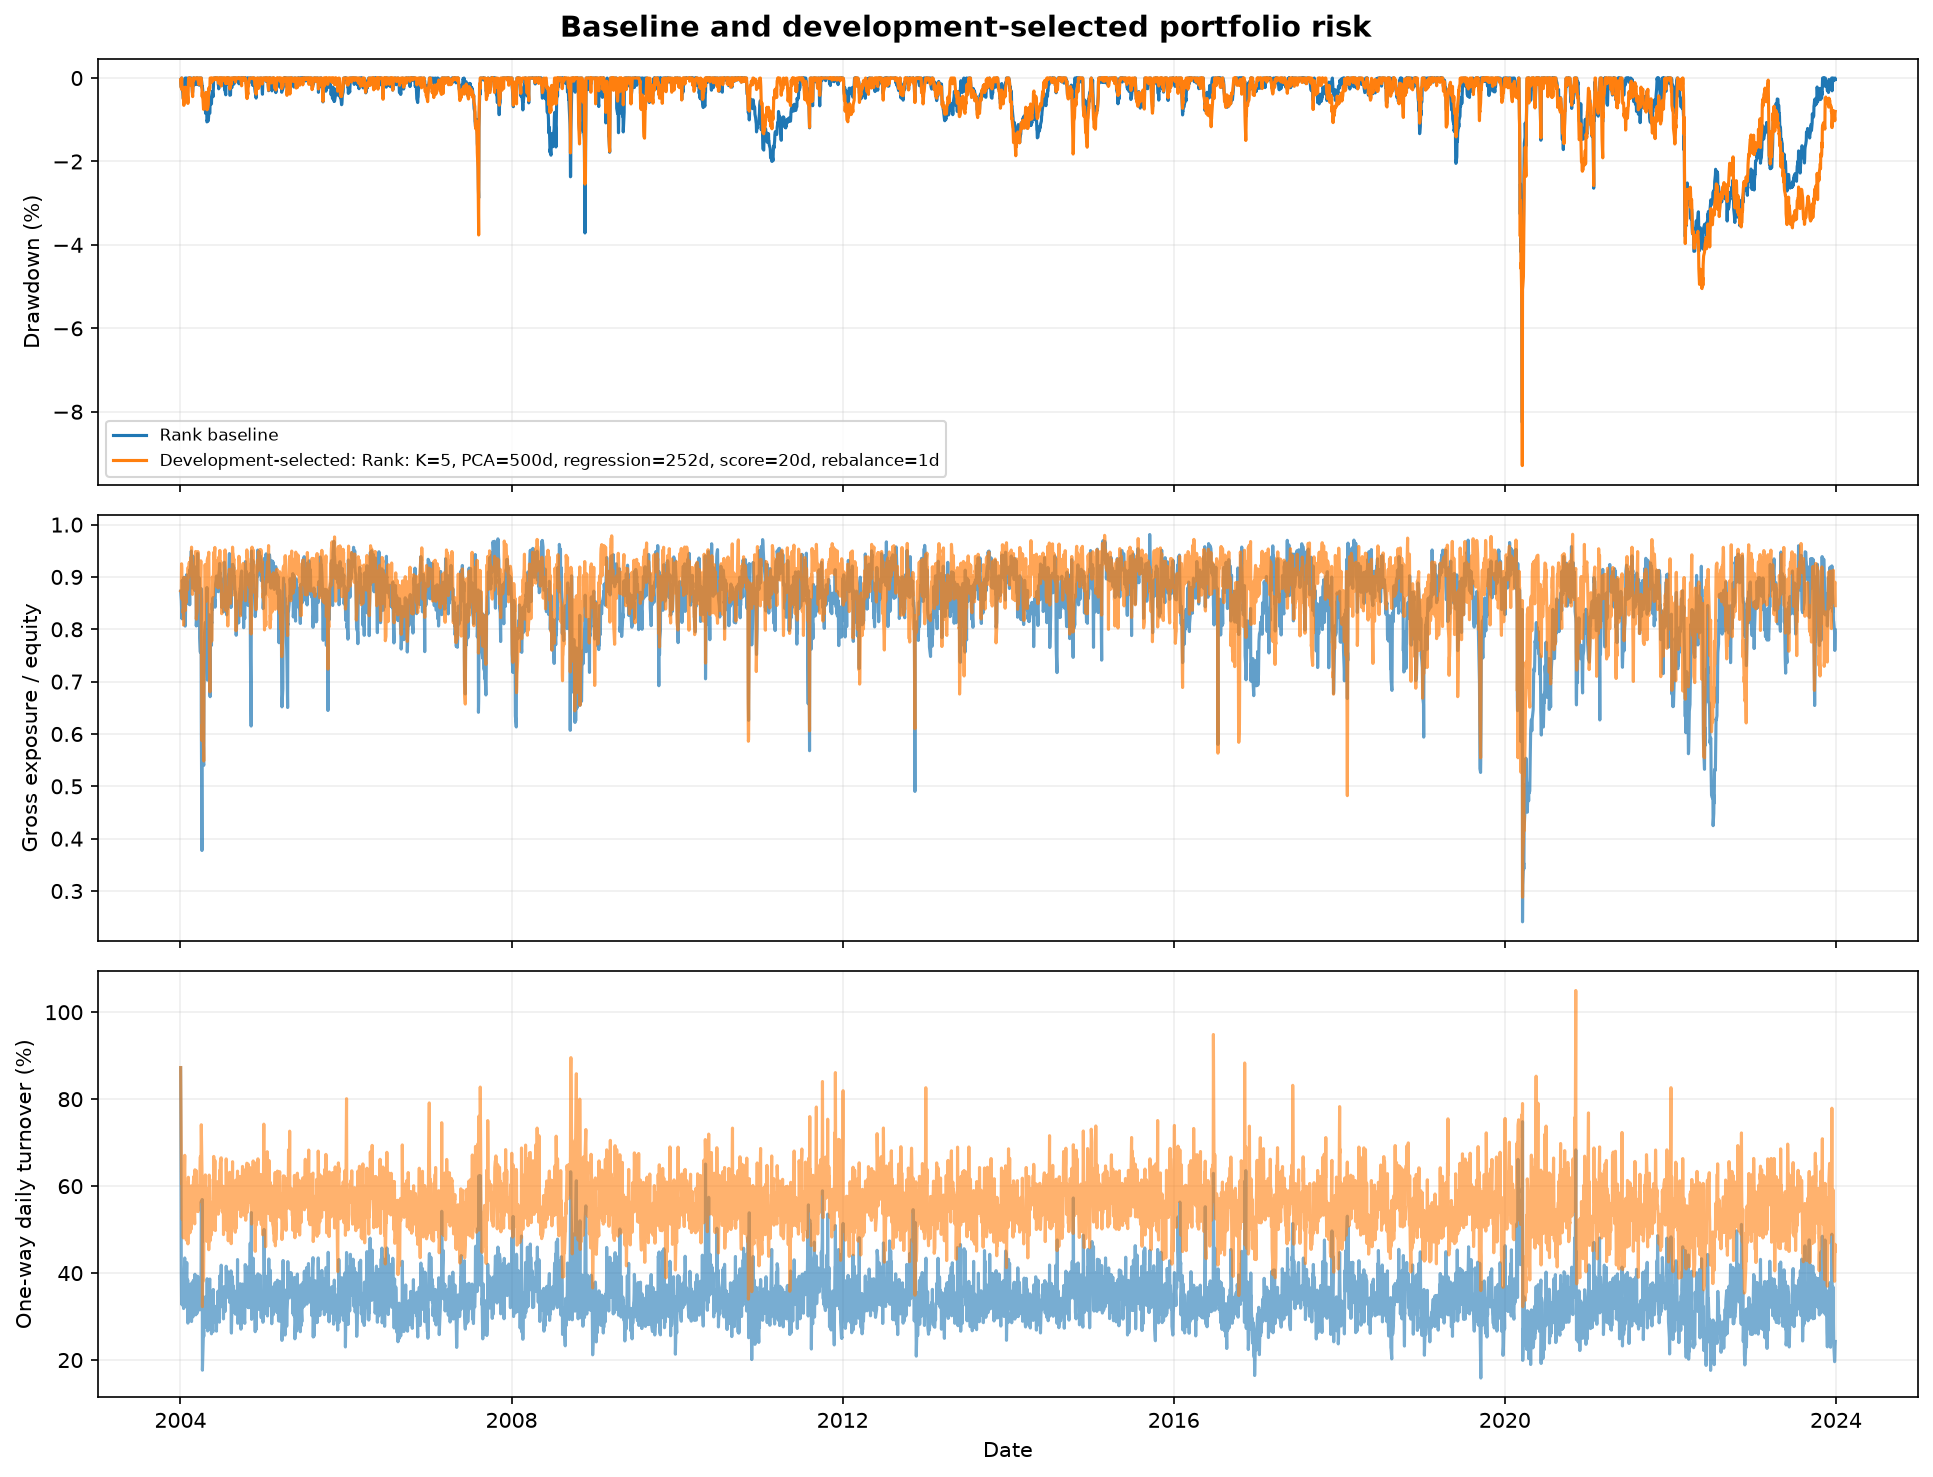 Baseline and development-selected portfolio risk
Drawdown (%)
0
−2
−4
−6
−8
Rank baseline
Development-selected: Rank: K=5, PCA=500d, regression=252d, score=20d, rebalance=1d
Gross exposure / equity
1.0
0.9
0.8
0.7
0.6
0.5
0.4
0.3
One-way daily turnover (%)
100
80
60
40
20
2004 2008 2012 2016 2020 2024
Date